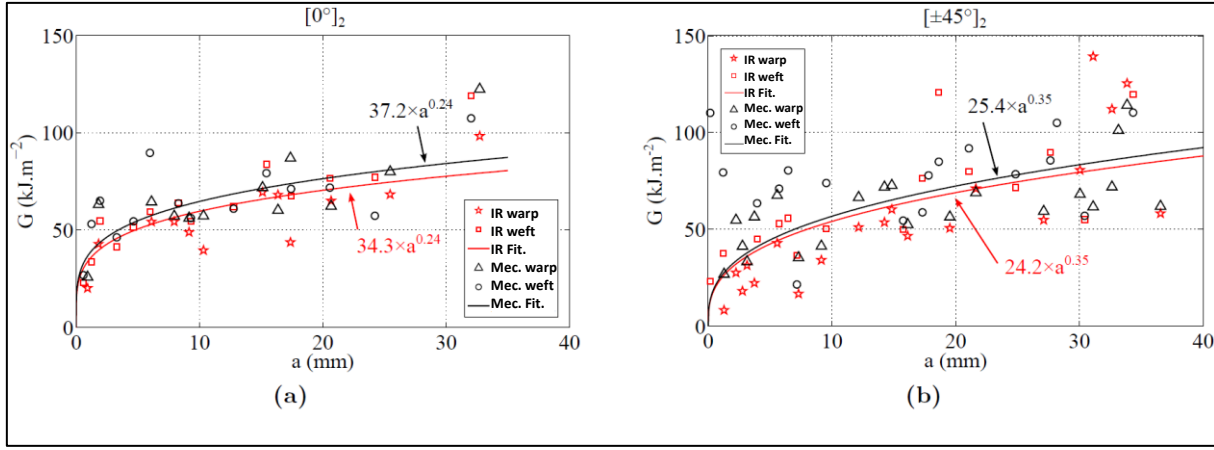 [0°]₂
150
100
50
0
G (kJ.m⁻²)
0
10
20
30
40
a (mm)
37.2×a^0.24
34.3×a^0.24
IR warp
IR weft
IR Fit.
Mec. warp
Mec. weft
Mec. Fit.
(a)
[±45°]₂
150
100
50
0
G (kJ.m⁻²)
0
10
20
30
40
a (mm)
IR warp
IR weft
IR Fit.
Mec. warp
Mec. weft
Mec. Fit.
25.4×a^0.35
24.2×a^0.35
(b)